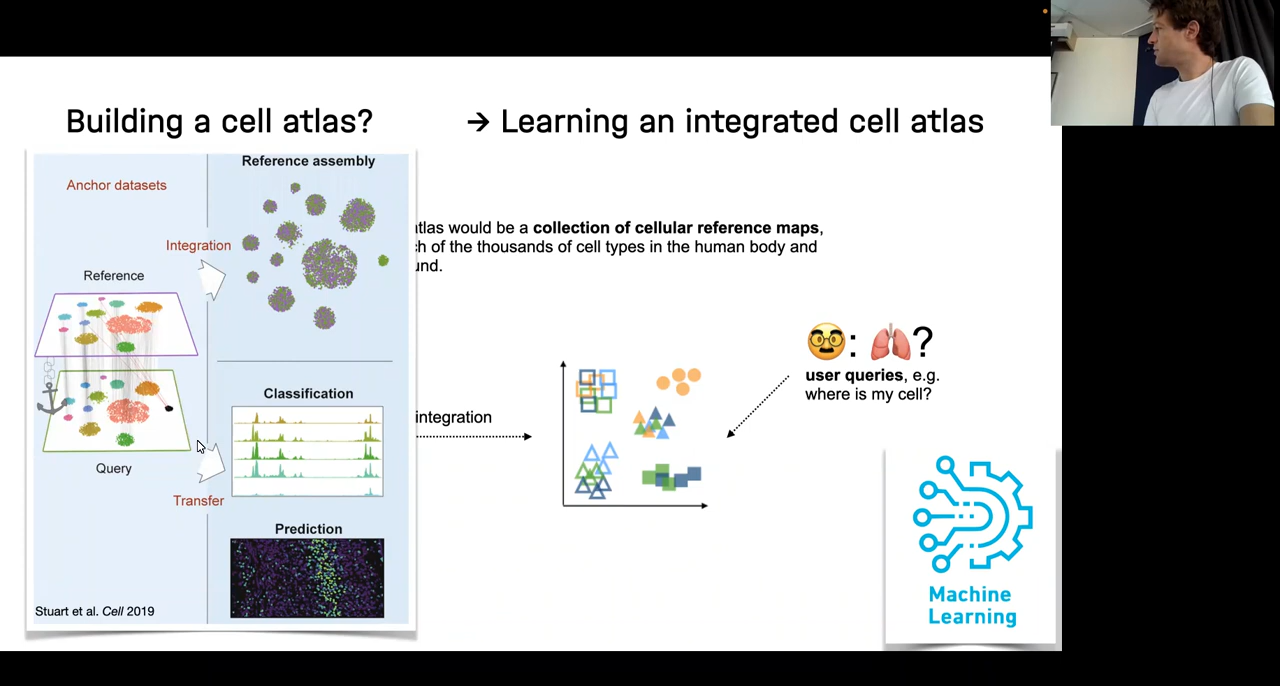 Building a cell atlas?
→ Learning an integrated cell atlas
Anchor datasets
Reference assembly
Integration
Reference
Query
Transfer
Classification
Prediction
Stuart et al. Cell 2019
atlas would be a collection of cellular reference maps,
of the thousands of cell types in the human body and
integration
: ?
user queries, e.g.
where is my cell?
Machine
Learning